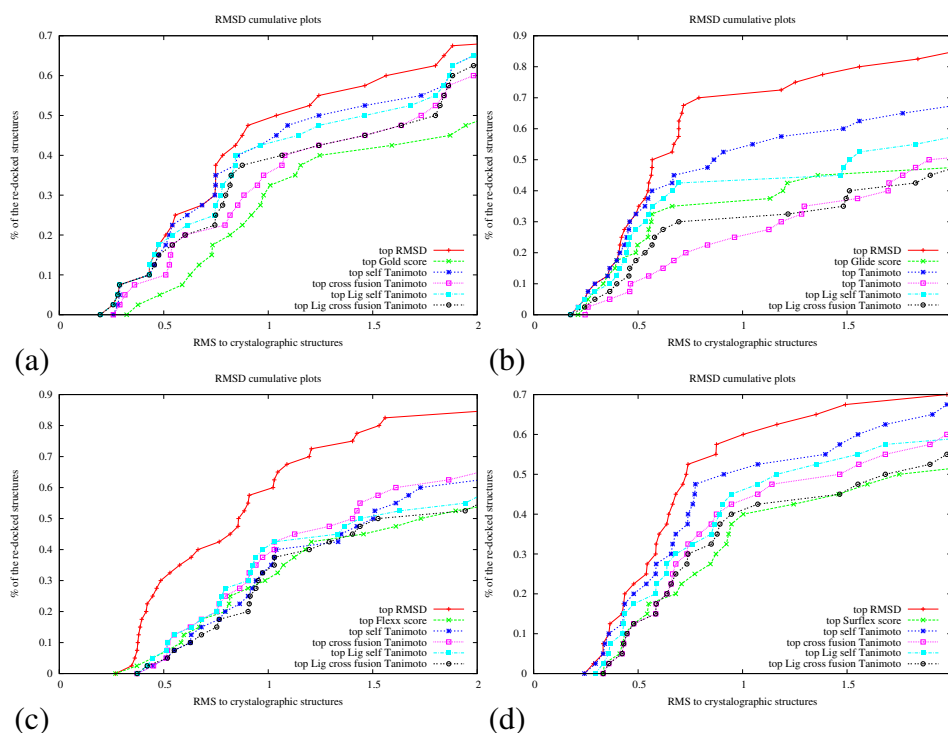 RMSD cumulative plots
% of the re-docked structures
0.7
0.6
0.5
0.4
0.3
0.2
0.1
0
0 0.5 1 1.5 2
top RMSD
top Gold score
top self Tanimoto
top cross fusion Tanimoto
top Lig self Tanimoto
top Lig cross fusion Tanimoto
(a) RMS to crystalographic structures
RMSD cumulative plots
% of the re-docked structures
0.9
0.8
0.7
0.6
0.5
0.4
0.3
0.2
0.1
0
0 0.5 1 1.5 2
top RMSD
top Glide score
top Tanimoto
top cross fusion Tanimoto
top Lig self Tanimoto
top Lig cross fusion Tanimoto
(b) RMS to crystalographic structures
RMSD cumulative plots
% of the re-docked structures
0.9
0.8
0.7
0.6
0.5
0.4
0.3
0.2
0.1
0
0 0.5 1 1.5 2
top RMSD
top Flexx score
top self Tanimoto
top cross fusion Tanimoto
top Lig self Tanimoto
top Lig cross fusion Tanimoto
(c) RMS to crystalographic structures
RMSD cumulative plots
% of the re-docked structures
0.7
0.6
0.5
0.4
0.3
0.2
0.1
0
0 0.5 1 1.5 2
top RMSD
top Surflex score
top self Tanimoto
top cross fusion Tanimoto
top Lig self Tanimoto
top Lig cross fusion Tanimoto
(d) RMS to crystalographic structures